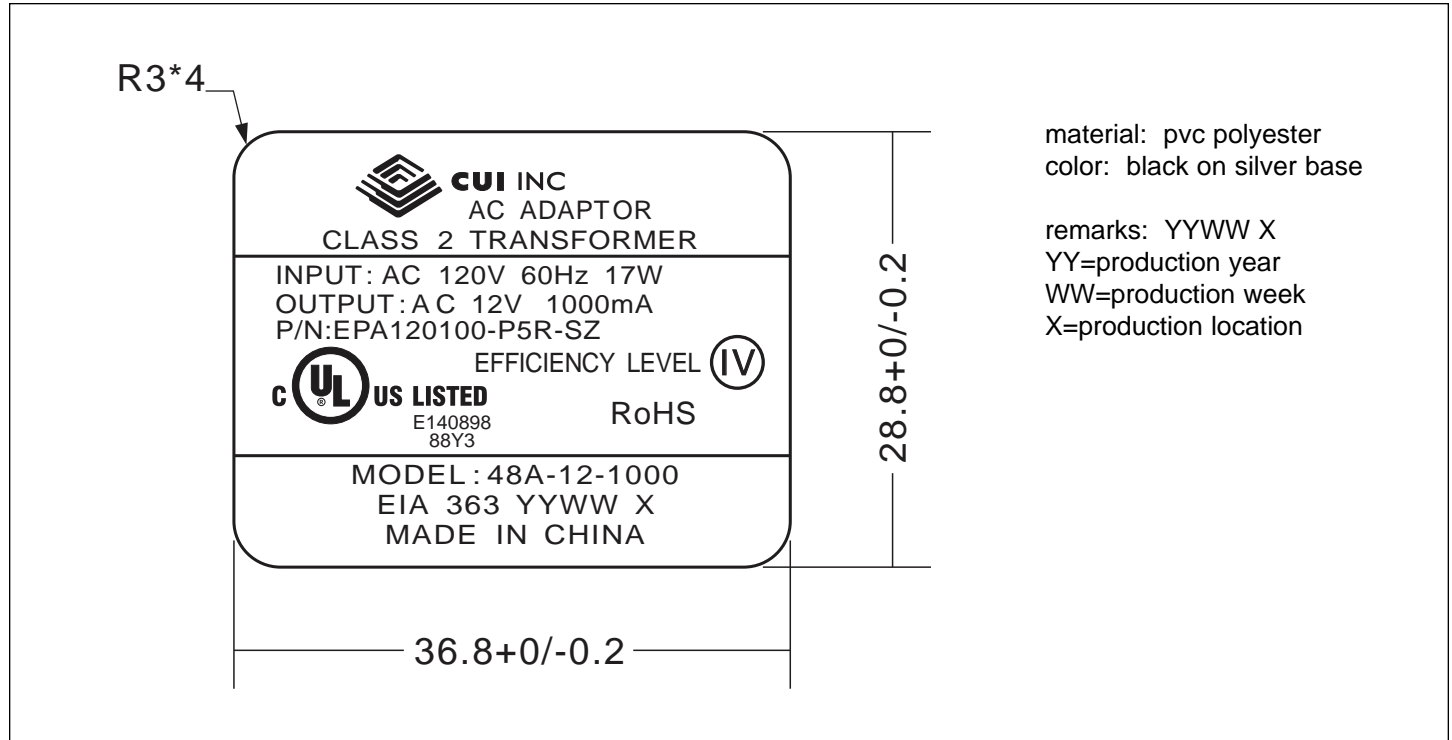 R3*4
CUI INC
AC ADAPTOR
CLASS 2 TRANSFORMER
INPUT: AC 120V 60Hz 17W
OUTPUT: AC 12V 1000mA
P/N:EPA120100-P5R-SZ
EFFICIENCY LEVEL IV
C UL ® US LISTED
RoHS
E140898
88Y3
MODEL: 48A-12-1000
EIA 363 YYWW X
MADE IN CHINA
28.8+0/-0.2
36.8+0/-0.2
material: pvc polyester
color: black on silver base
remarks: YYWW X
YY=production year
WW=production week
X=production location